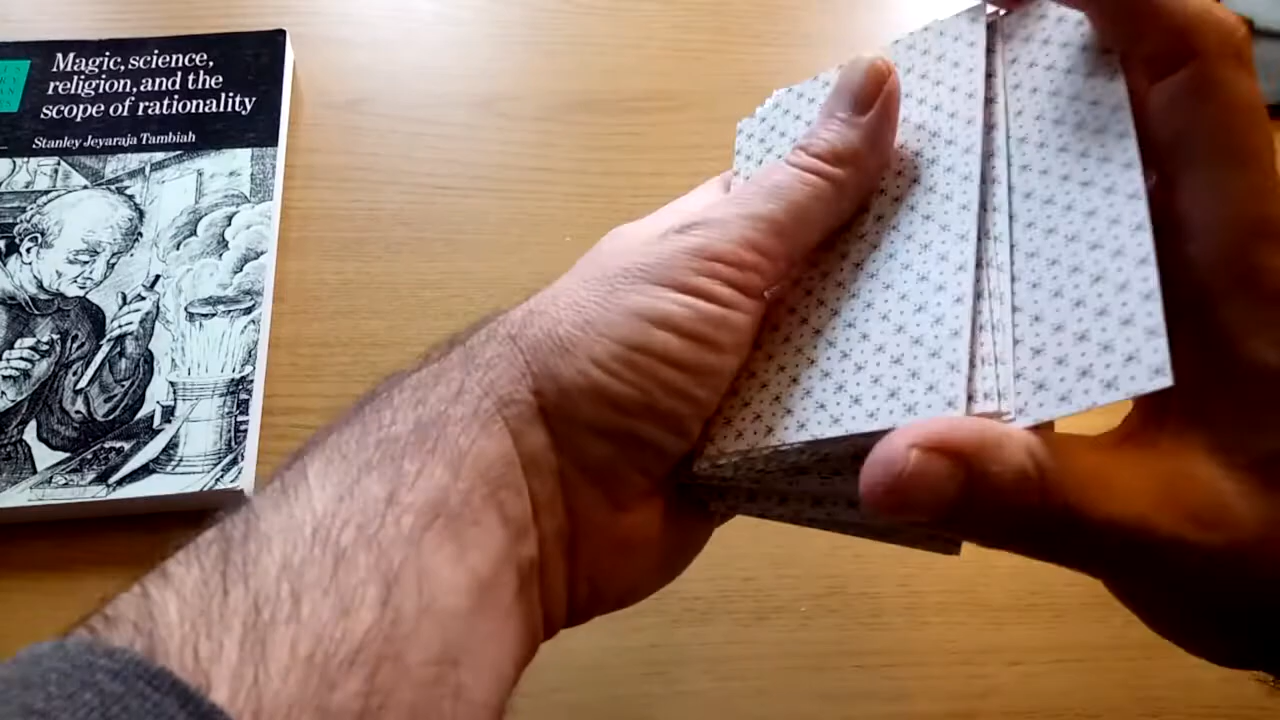 Magic, science,
religion, and the
scope of rationality
Stanley Jeyaraja Tambiah